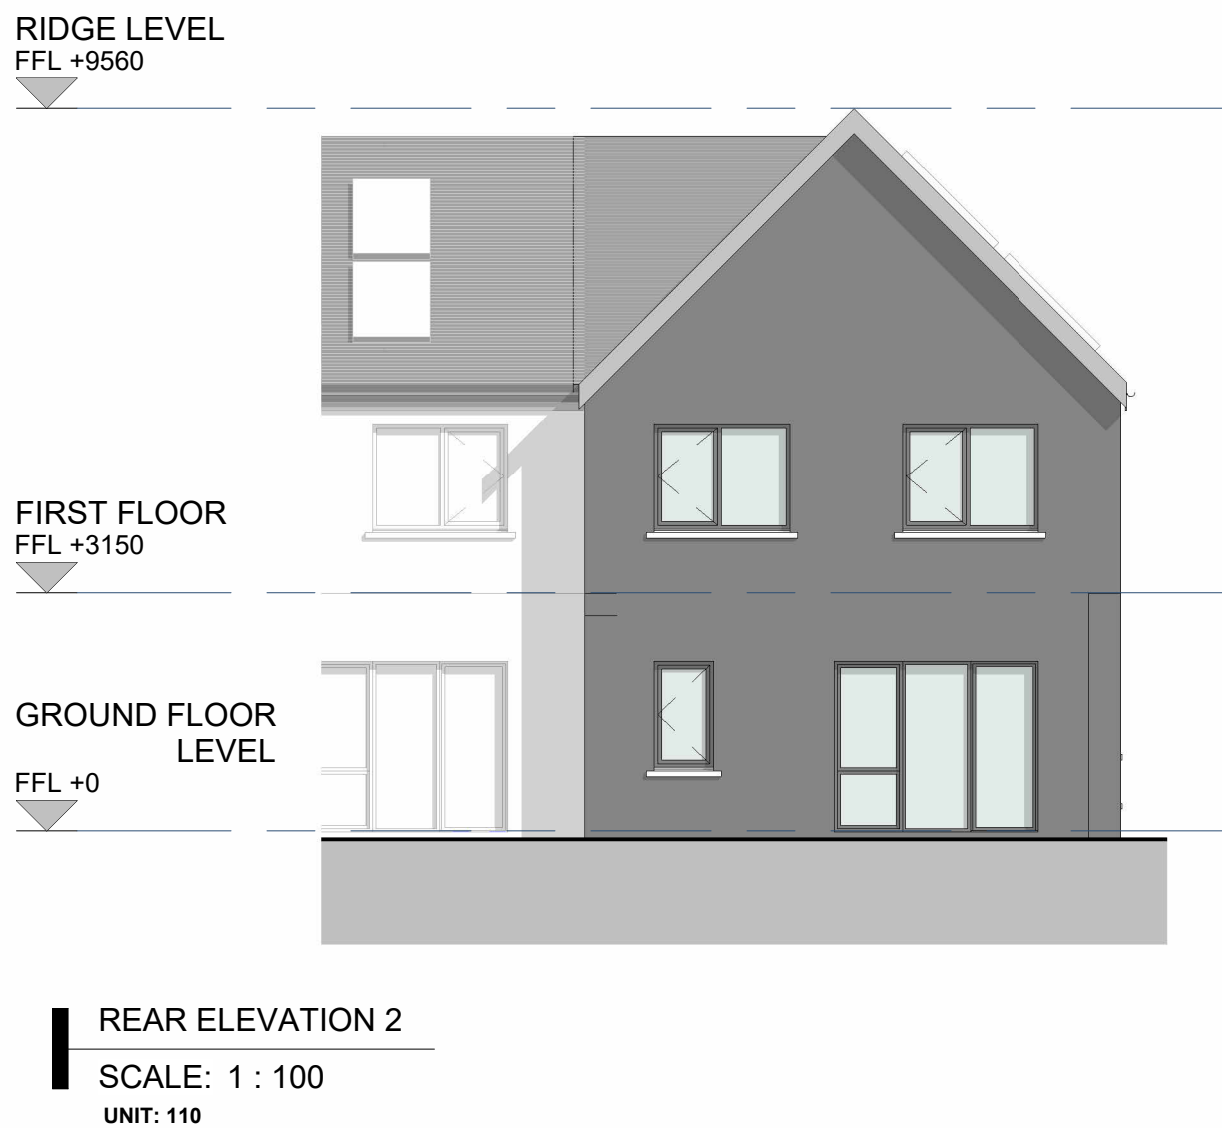 RIDGE LEVEL
FFL +9560
FIRST FLOOR
FFL +3150
GROUND FLOOR
LEVEL
FFL +0
REAR ELEVATION 2
SCALE: 1 : 100
UNIT: 110